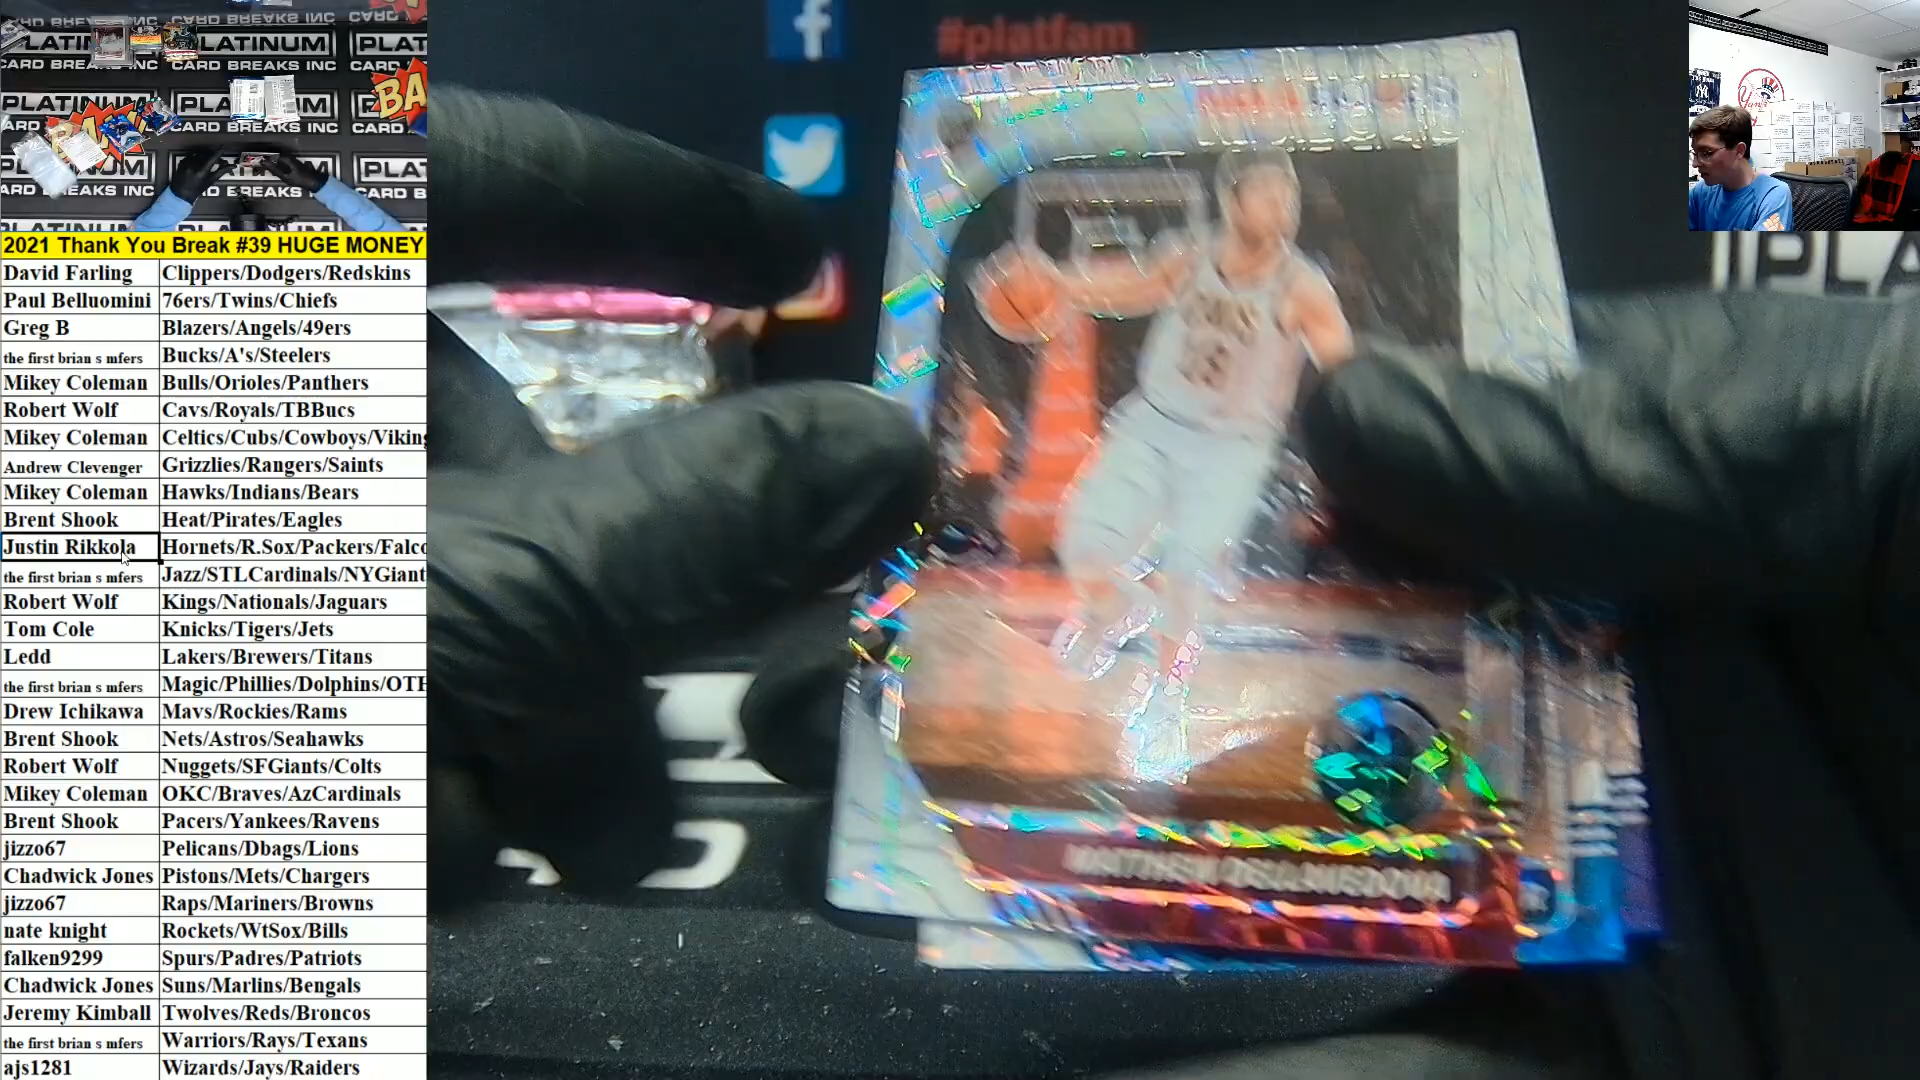 #platfam
PLATINUM
CARD BREAKS INC
PLAT
PLATINUM
CARD BREAKS INC
2021 Thank You Break #39 HUGE MONEY
David Farling Clippers/Dodgers/Redskins
Paul Belluomini 76ers/Twins/Chiefs
Greg B Blazers/Angels/49ers
the first brian s mfers Bucks/A's/Steelers
Mikey Coleman Bulls/Orioles/Panthers
Robert Wolf Cavs/Royals/TBBucs
Mikey Coleman Celtics/Cubs/Cowboys/Viking
Andrew Clevenger Grizzlies/Rangers/Saints
Mikey Coleman Hawks/Indians/Bears
Brent Shook Heat/Pirates/Eagles
Justin Rikkola Hornets/R.Sox/Packers/Falco
the first brian s mfers Jazz/STLCardinals/NYGiant
Robert Wolf Kings/Nationals/Jaguars
Tom Cole Knicks/Tigers/Jets
Ledd Lakers/Brewers/Titans
the first brian s mfers Magic/Phillies/Dolphins/OTH
Drew Ichikawa Mavs/Rockies/Rams
Brent Shook Nets/Astros/Seahawks
Robert Wolf Nuggets/SFGiants/Colts
Mikey Coleman OKC/Braves/AzCardinals
Brent Shook Pacers/Yankees/Ravens
jizzo67 Pelicans/Dbags/Lions
Chadwick Jones Pistons/Mets/Chargers
jizzo67 Raps/Mariners/Browns
nate knight Rockets/WtSox/Bills
falken9299 Spurs/Padres/Patriots
Chadwick Jones Suns/Marlins/Bengals
Jeremy Kimball Twolves/Reds/Broncos
the first brian s mfers Warriors/Rays/Texans
ajs1281 Wizards/Jays/Raiders
MATTHEW DELLAVEDOVA